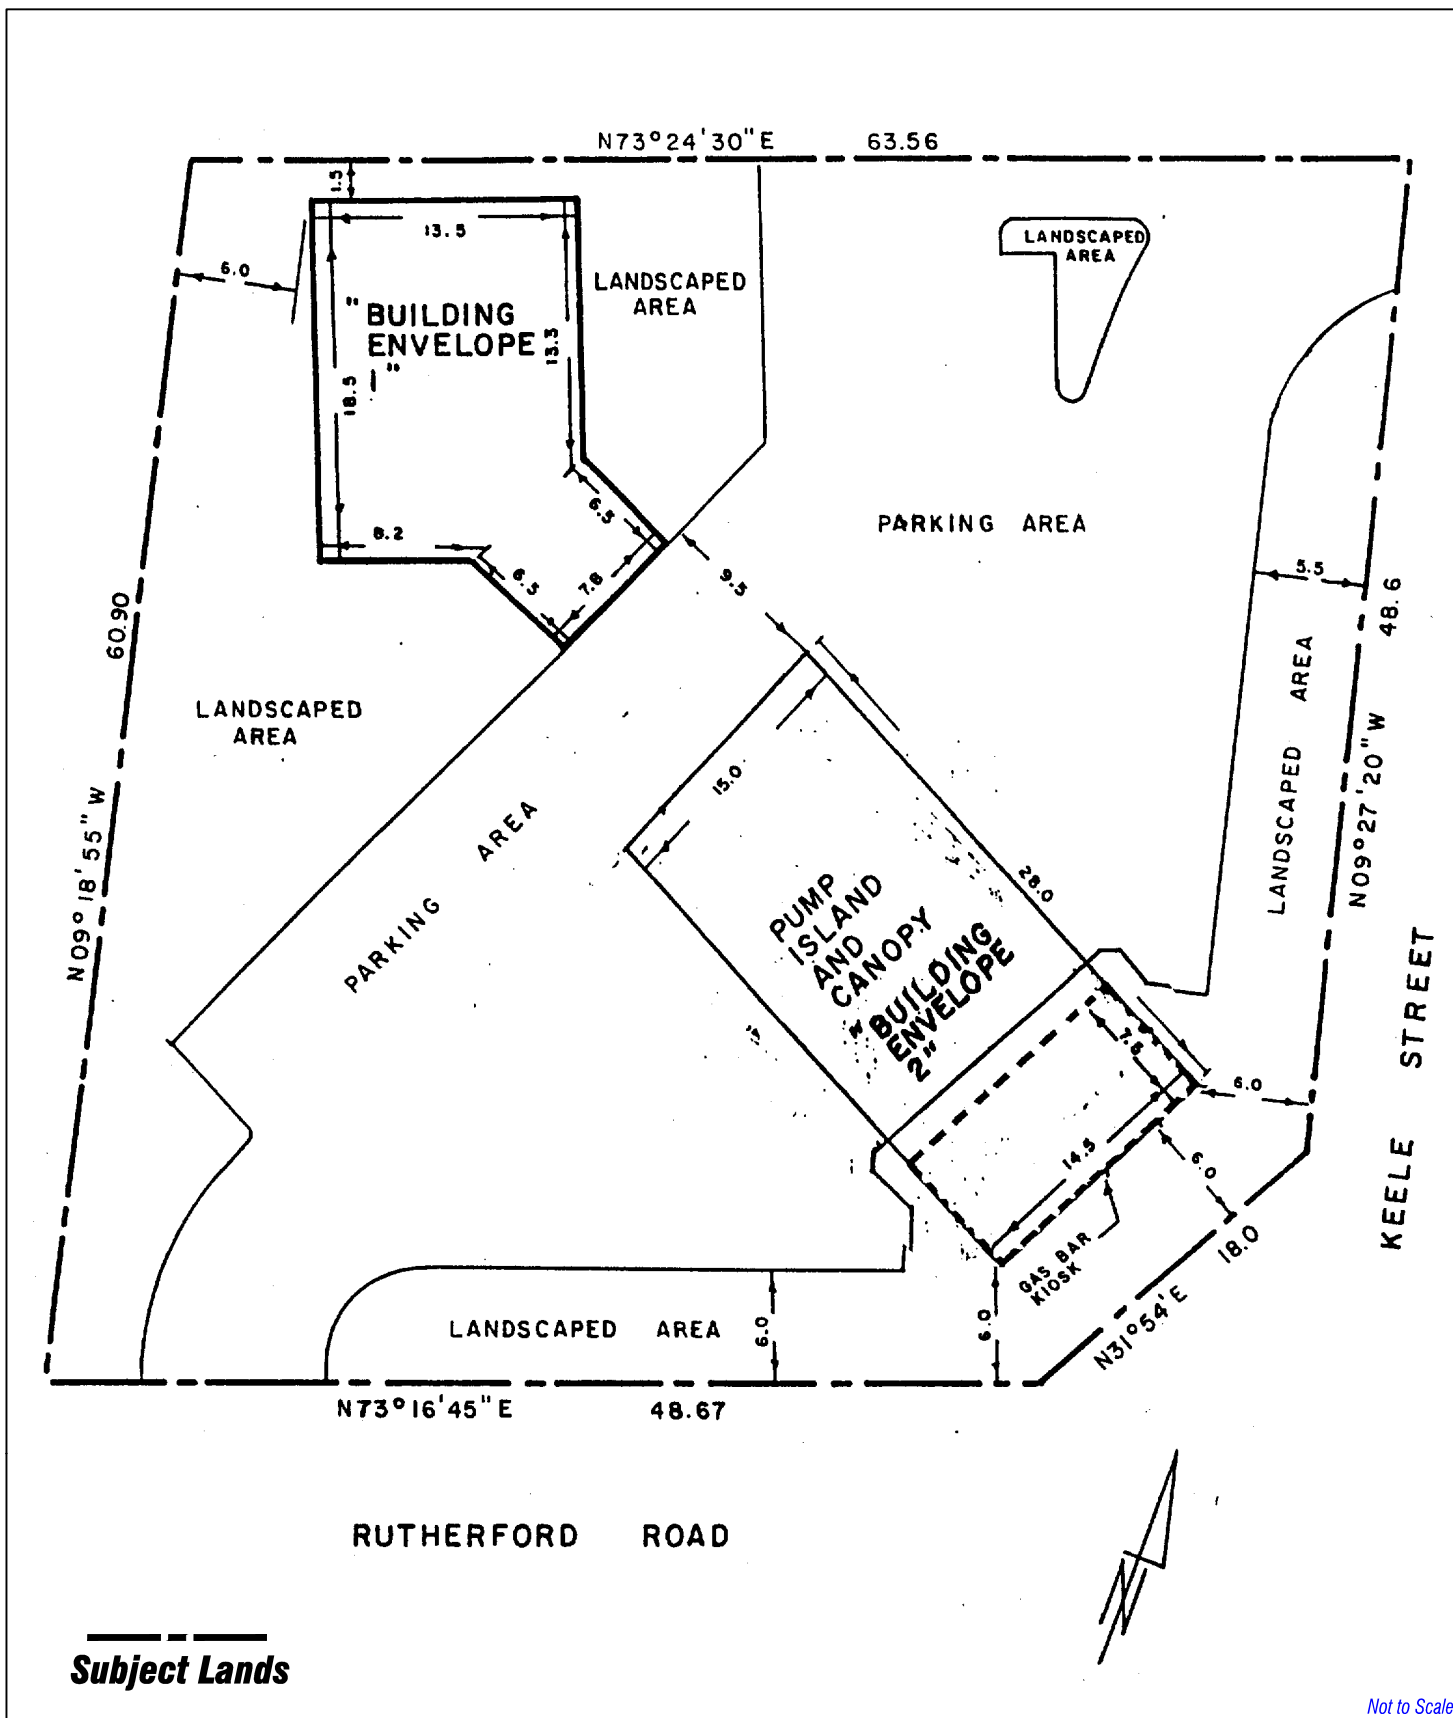 N73°24'30"E 63.56
1.5
13.5
6.0
LANDSCAPED
AREA
LANDSCAPED
AREA
"BUILDING
ENVELOPE
1"
13.3
18.5
8.2
6.5
6.5
7.8
PARKING AREA
9.5
5.5
48.6
60.90
LANDSCAPED
AREA
LANDSCAPED AREA
N09°27'20"W
15.0
PARKING AREA
28.0
N09°18'55"W
PUMP
ISLAND
AND
CANOPY
"BUILDING
ENVELOPE
2"
7.5
6.0
14.5
6.0
KEELE STREET
GAS BAR
KIOSK
18.0
N31°54'E
LANDSCAPED AREA
6.0
6.0
N73°16'45"E 48.67
RUTHERFORD ROAD
N
Subject Lands
Not to Scale